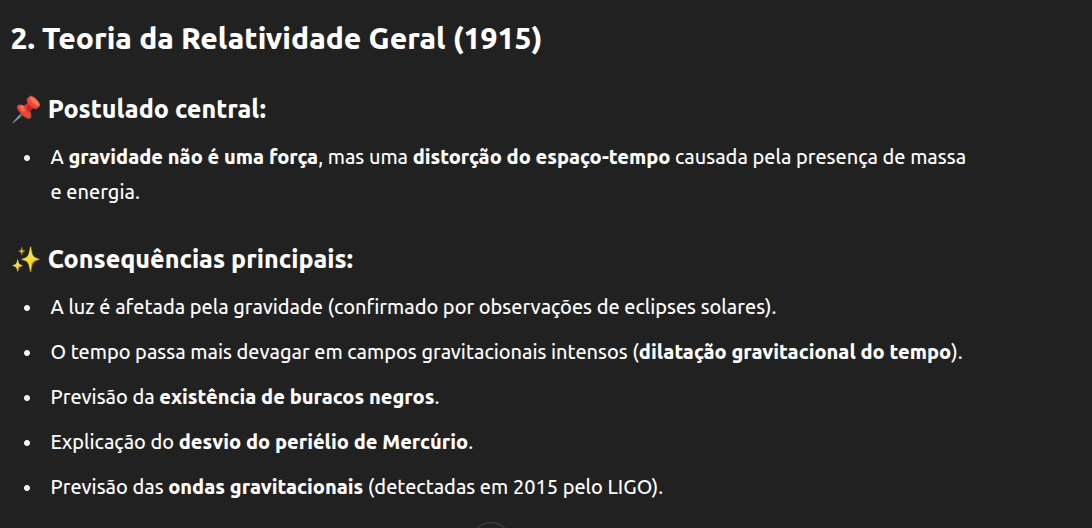 2. Teoria da Relatividade Geral (1915)
📌 Postulado central:
• A gravidade não é uma força, mas uma distorção do espaço-tempo causada pela presença de massa
e energia.
✨ Consequências principais:
• A luz é afetada pela gravidade (confirmado por observações de eclipses solares).
• O tempo passa mais devagar em campos gravitacionais intensos (dilatação gravitacional do tempo).
• Previsão da existência de buracos negros.
• Explicação do desvio do periélio de Mercúrio.
• Previsão das ondas gravitacionais (detectadas em 2015 pelo LIGO).